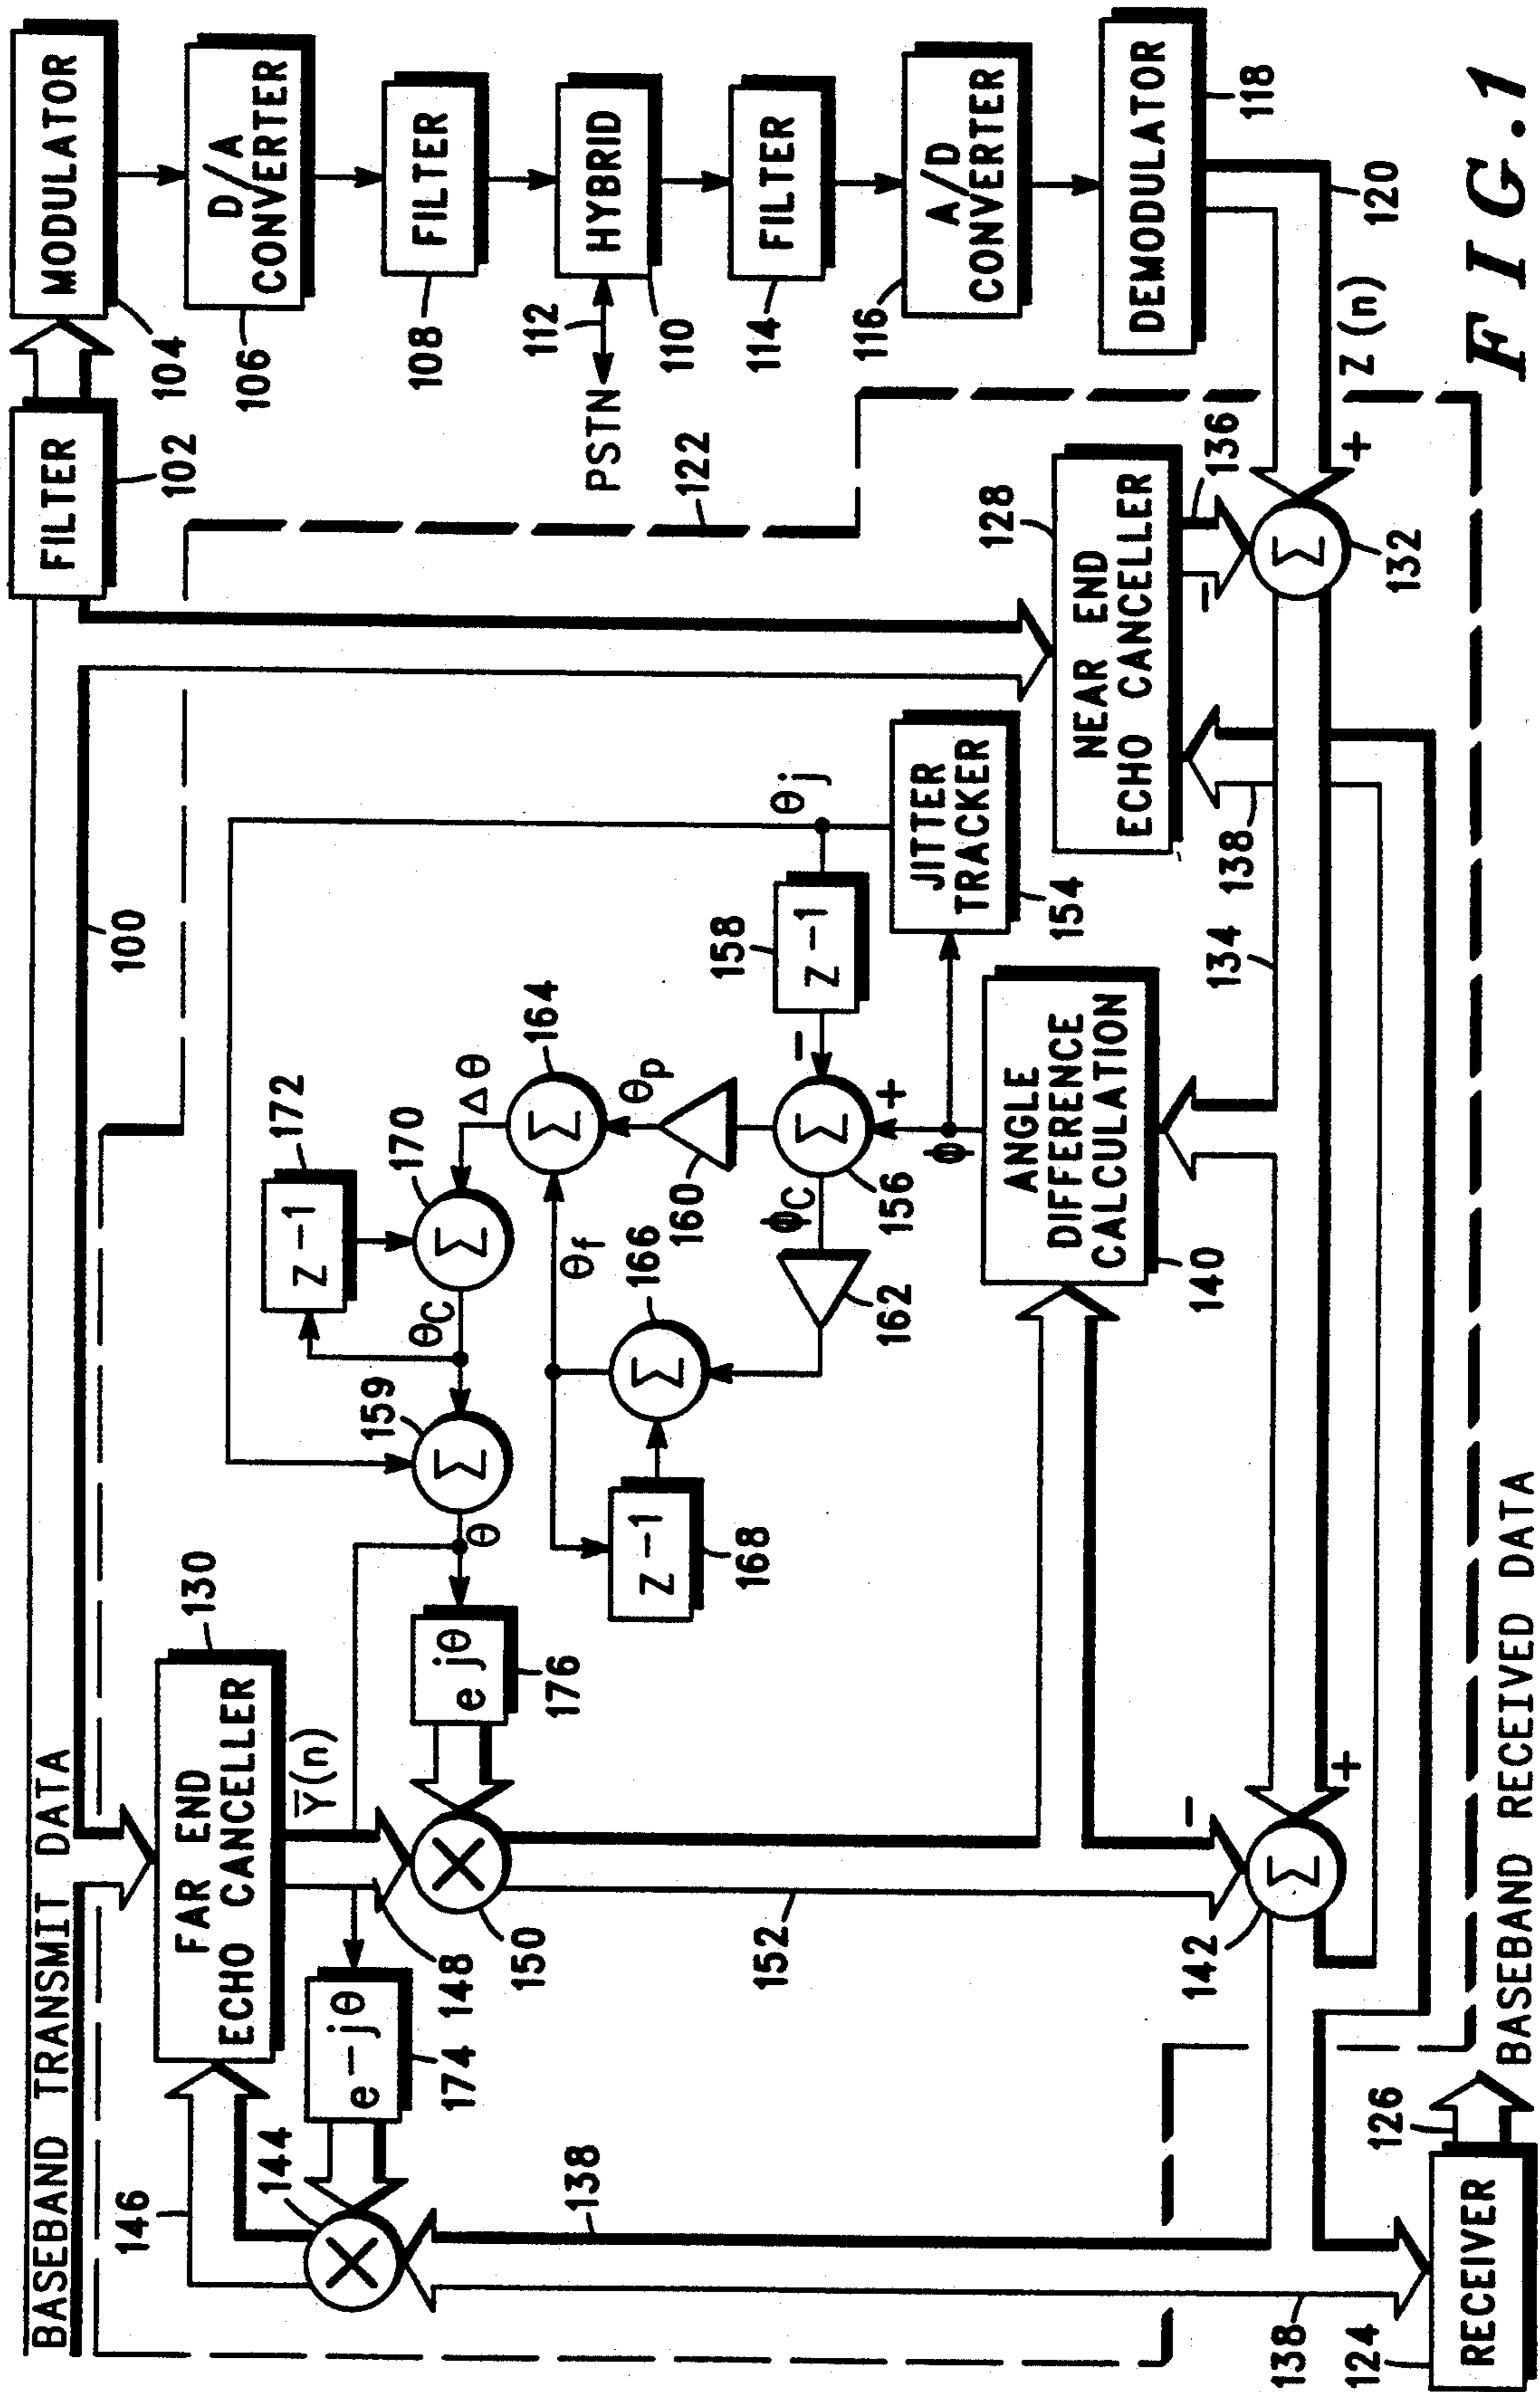 BASEBAND TRANSMIT DATA
100
FILTER
102
MODULATOR
104
D/A
CONVERTER
106
FILTER
108
HYBRID
110
112
PSTN
FILTER
114
A/D
CONVERTER
116
DEMODULATOR
118
120
Z(n)
122
146
144
FAR END
ECHO CANCELLER
130
Y̅(n)
e−jθ
174
148
×
×
150
ejθ
176
θ
Σ
159
θC
Σ
170
Z−1
172
Δθ
Σ
164
θf
θp
160
Σ
166
Z−1
168
162
ϕC
Σ
156
−
+
ϕ
Z−1
158
θj
JITTER
TRACKER
154
ANGLE
DIFFERENCE
CALCULATION
140
NEAR END
ECHO CANCELLER
128
136
−
Σ
132
+
134
138
152
−
Σ
142
+
138
138
RECEIVER
124
126
BASEBAND RECEIVED DATA
FIG.1